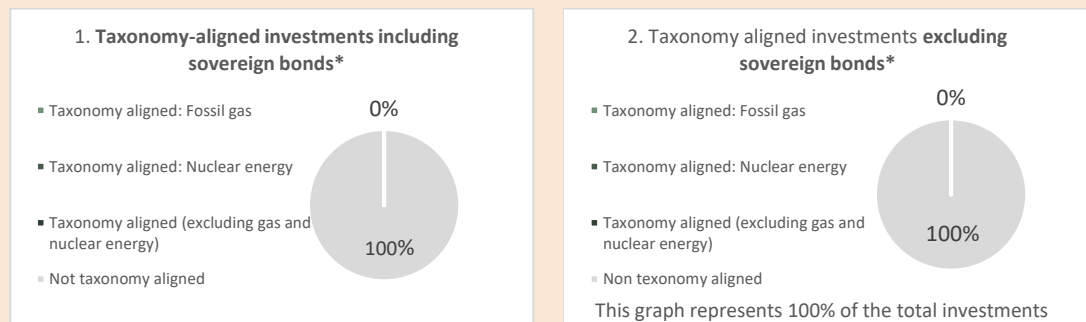 1. Taxonomy-aligned investments including
sovereign bonds*
Taxonomy aligned: Fossil gas
Taxonomy aligned: Nuclear energy
Taxonomy aligned (excluding gas and
nuclear energy)
Not taxonomy aligned
0%
100%
2. Taxonomy aligned investments excluding
sovereign bonds*
Taxonomy aligned: Fossil gas
Taxonomy aligned: Nuclear energy
Taxonomy aligned (excluding gas and
nuclear energy)
Non texonomy aligned
0%
100%
This graph represents 100% of the total investments